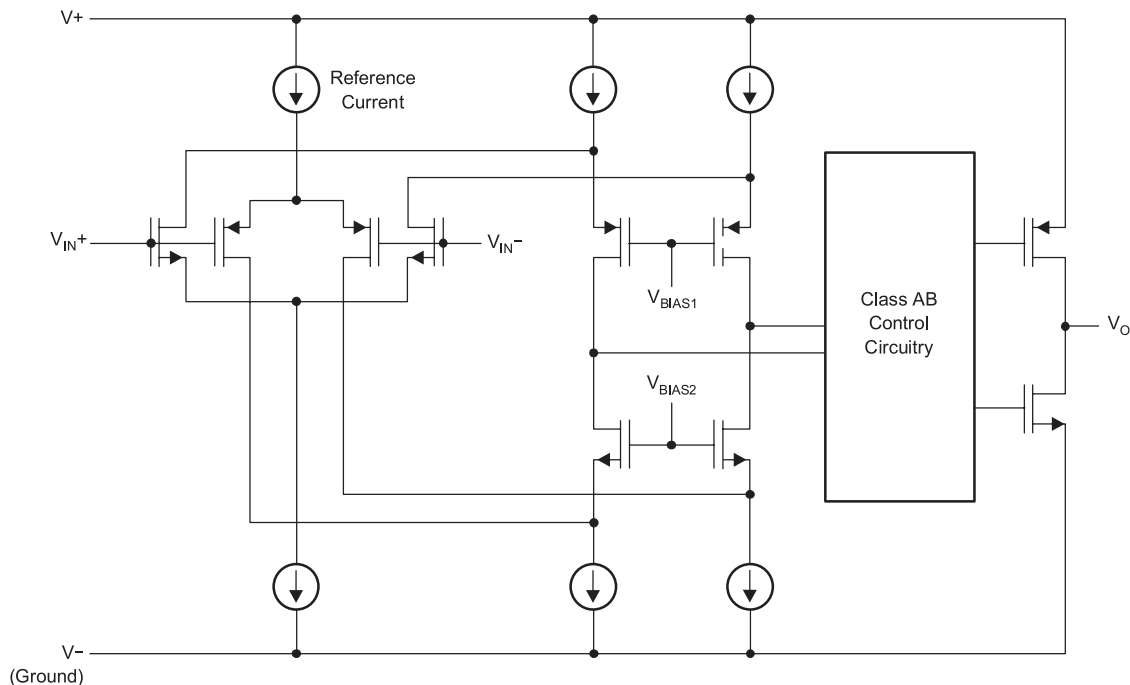 V+
Reference
Current
V_IN+
V_IN−
V_BIAS1
V_BIAS2
Class AB
Control
Circuitry
V_O
V−
(Ground)